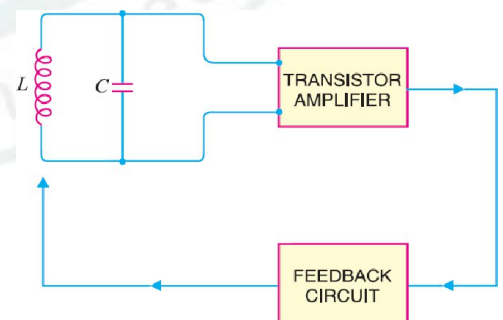 L
C
TRANSISTOR
AMPLIFIER
FEEDBACK
CIRCUIT